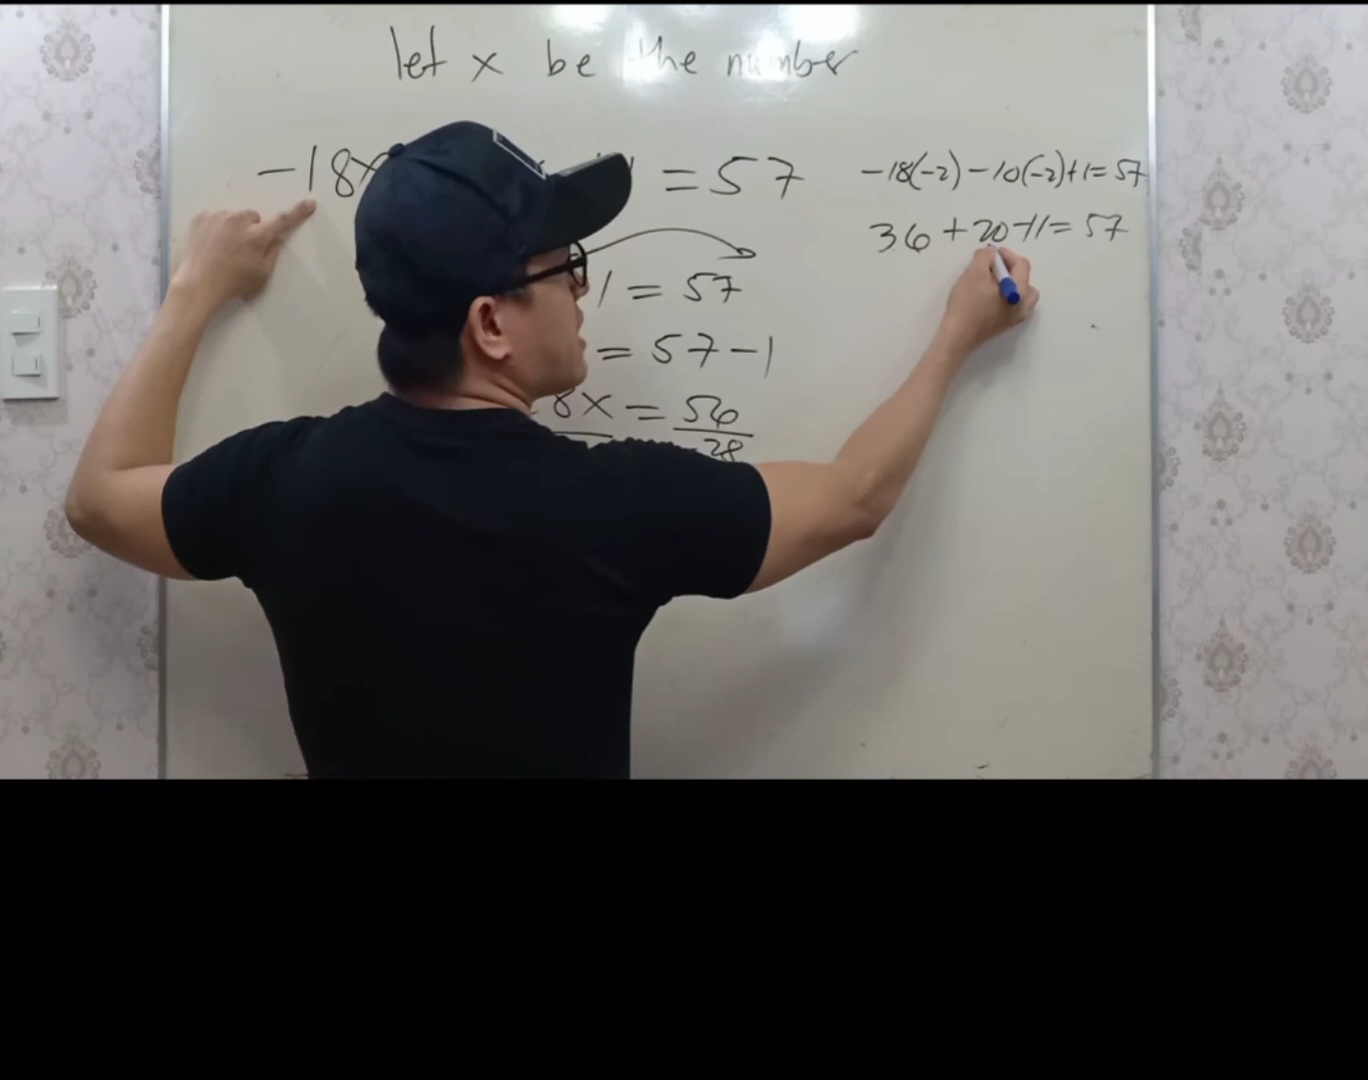 let x be the number
-18x = 57
1 = 57
= 57 - 1
8x = 56
-28
-18(-2) - 10(-2) + 1 = 57
36 + 20 + 1 = 57